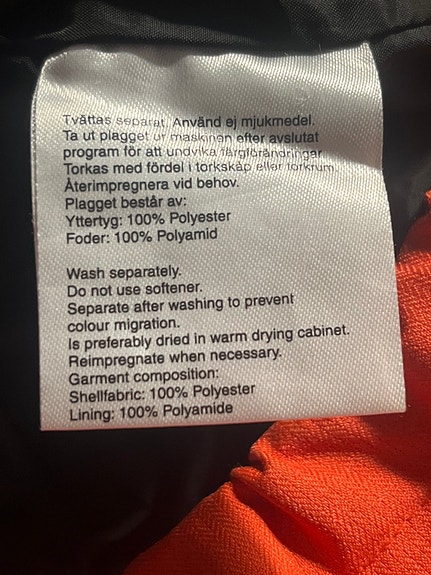 Tvättas separat. Använd ej mjukmedel.
Ta ut plagget ur maskinen efter avslutat
program för att undvika färgförändringar.
Torkas med fördel i torkskåp eller torkrum.
Återimpregnera vid behov.
Plagget består av:
Yttertyg: 100% Polyester
Foder: 100% Polyamid
Wash separately.
Do not use softener.
Separate after washing to prevent
colour migration.
Is preferably dried in warm drying cabinet.
Reimpregnate when necessary.
Garment composition:
Shellfabric: 100% Polyester
Lining: 100% Polyamide